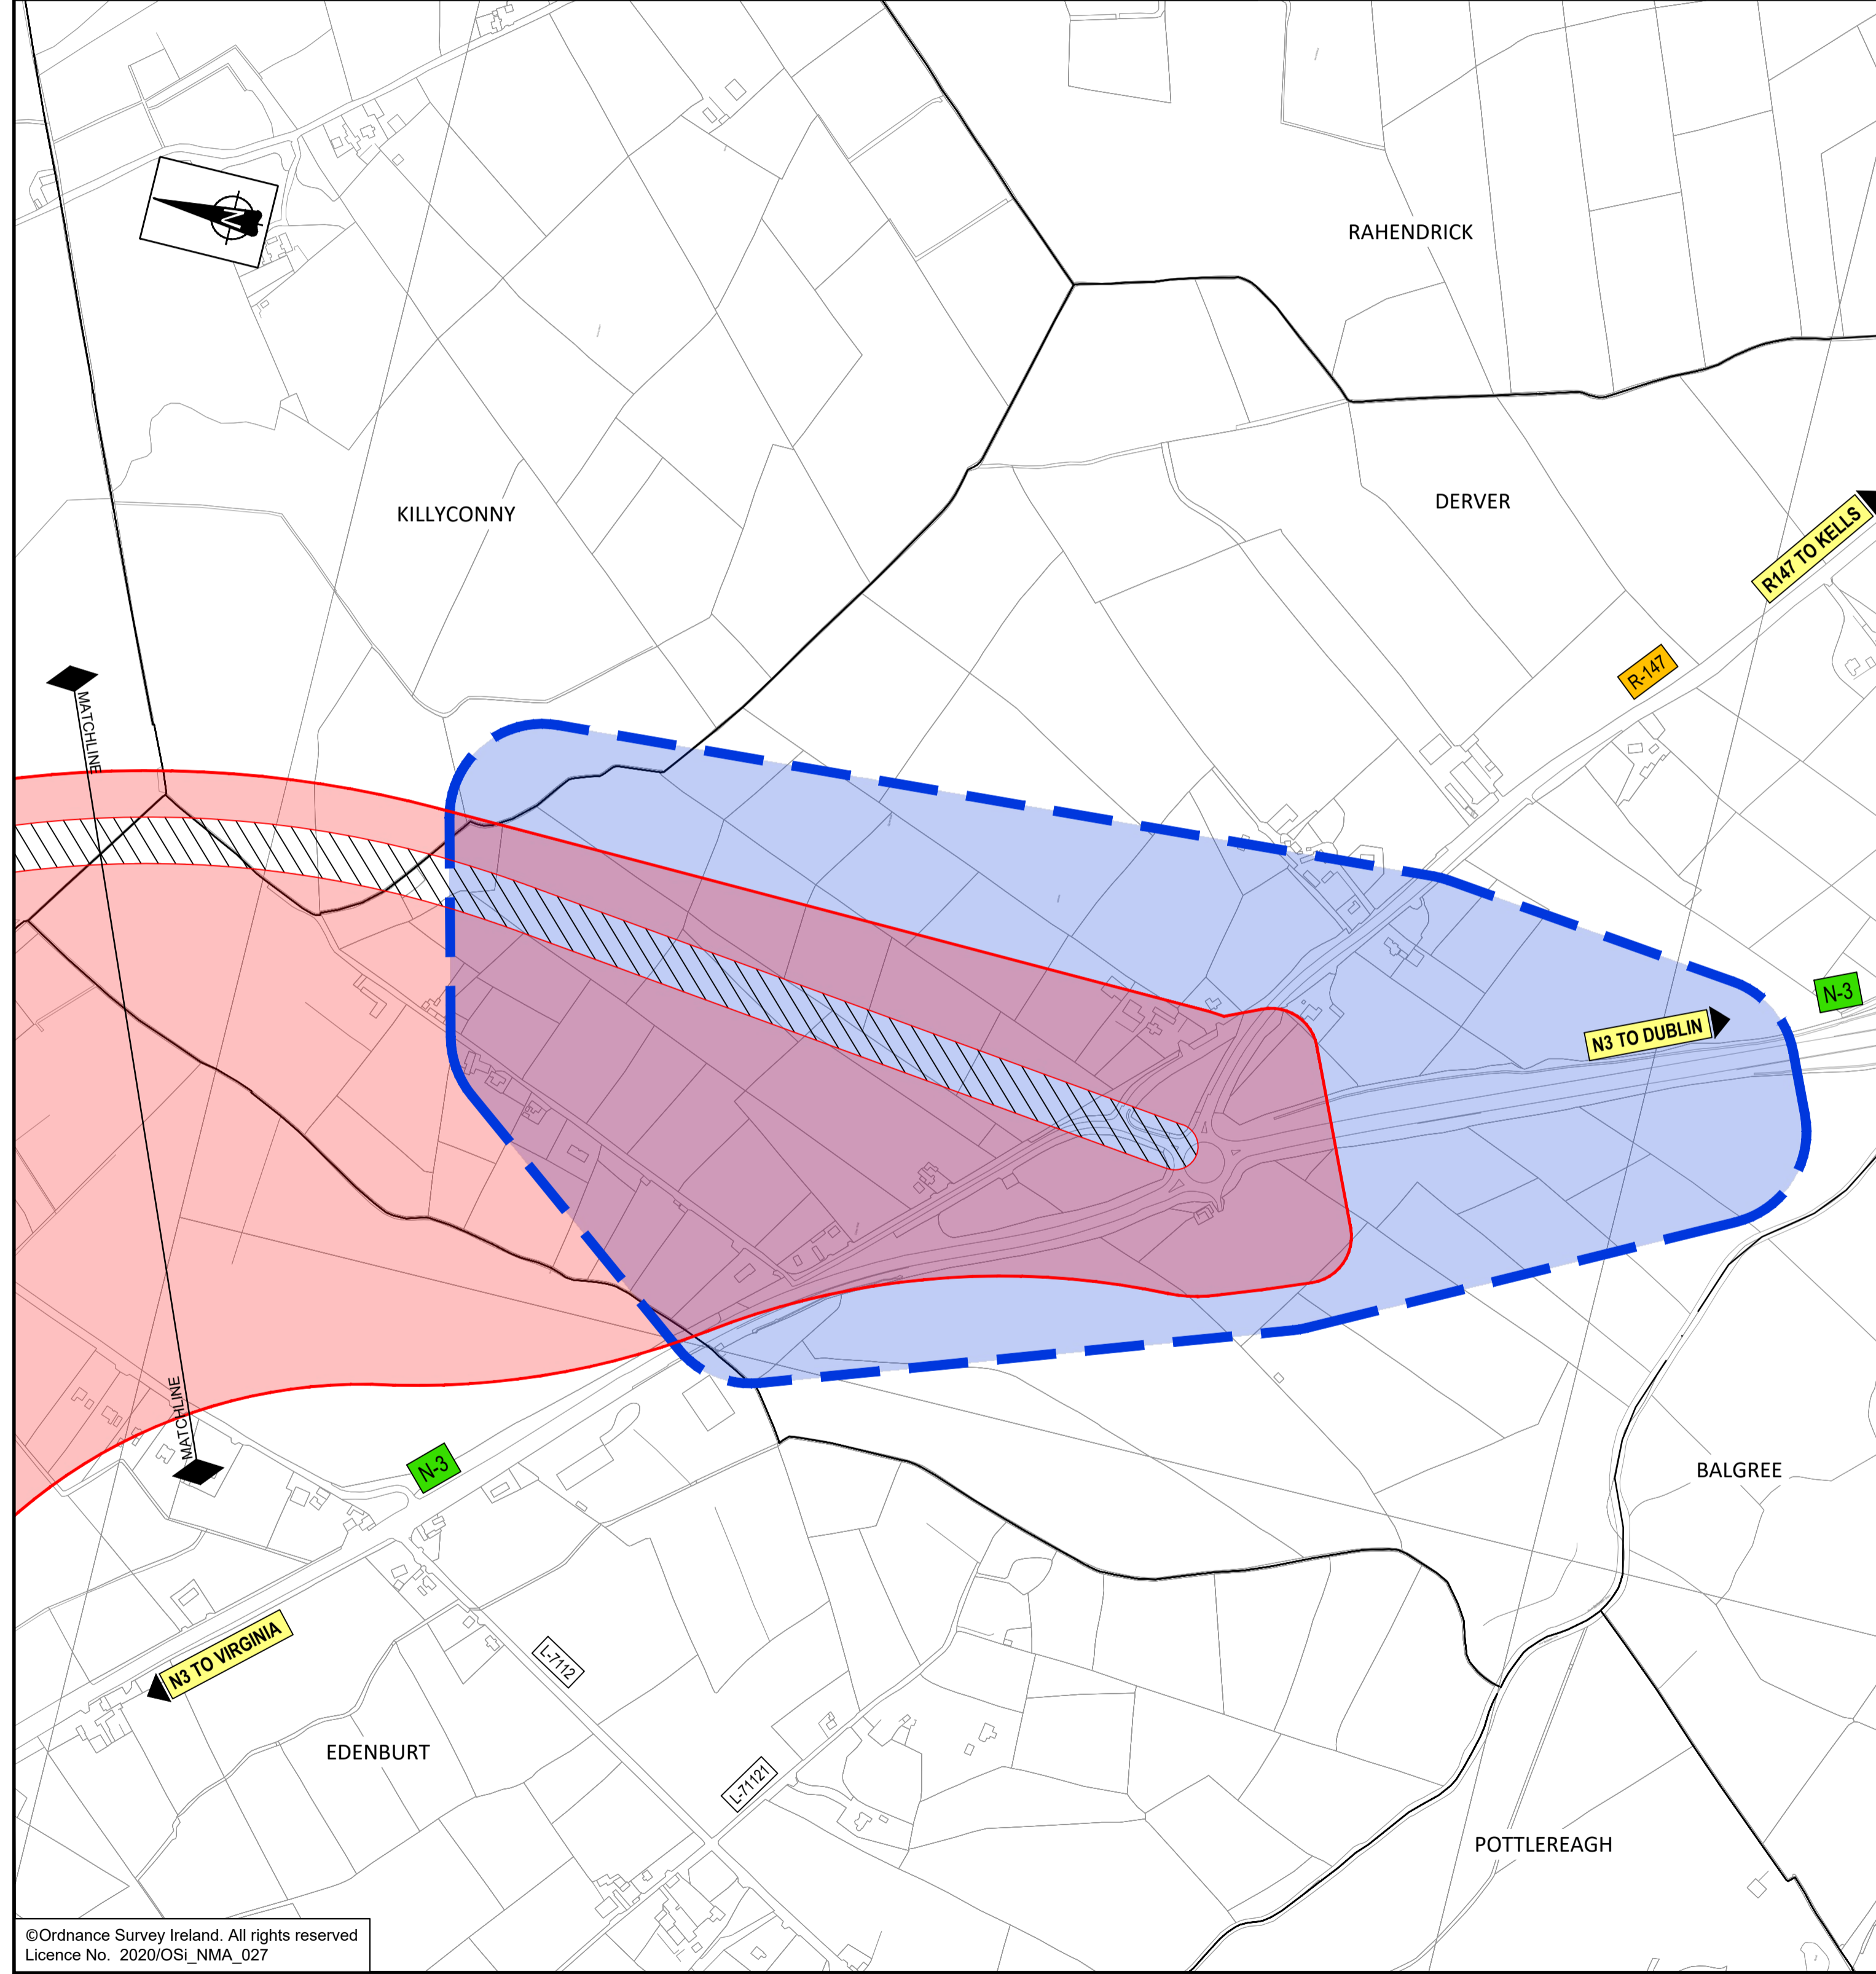 N
RAHENDRICK
KILLYCONNY
DERVER
R147 TO KELLS
R-147
MATCHLINE
N-3
N3 TO DUBLIN
MATCHLINE
N-3
BALGREE
N3 TO VIRGINIA
L-7112
EDENBURT
L-71121
POTTLEREAGH
©Ordnance Survey Ireland. All rights reserved
Licence No. 2020/OSi_NMA_027